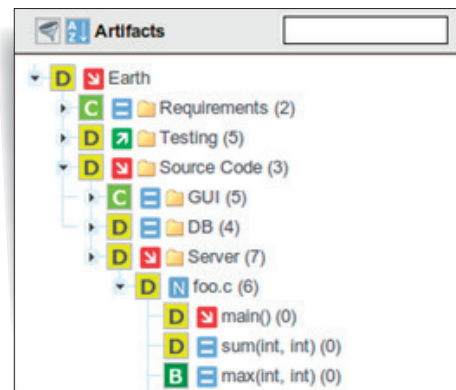 A Z Artifacts
D Earth
C Requirements (2)
D Testing (5)
D Source Code (3)
C GUI (5)
D DB (4)
D Server (7)
D N foo.c (6)
D main() (0)
D sum(int, int) (0)
B max(int, int) (0)